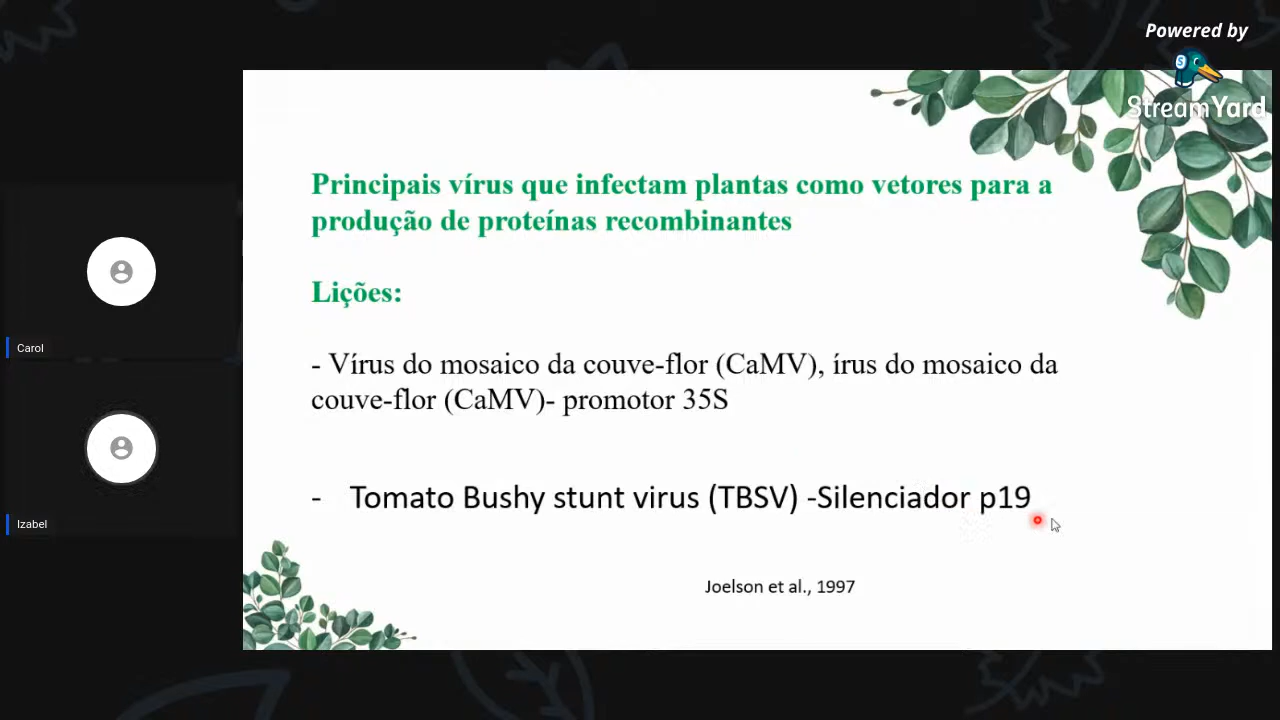 Powered by
StreamYard
Principais vírus que infectam plantas como vetores para a
produção de proteínas recombinantes
Lições:
- Vírus do mosaico da couve-flor (CaMV), írus do mosaico da
couve-flor (CaMV)- promotor 35S
- Tomato Bushy stunt virus (TBSV) -Silenciador p19
Joelson et al., 1997
Carol
Izabel